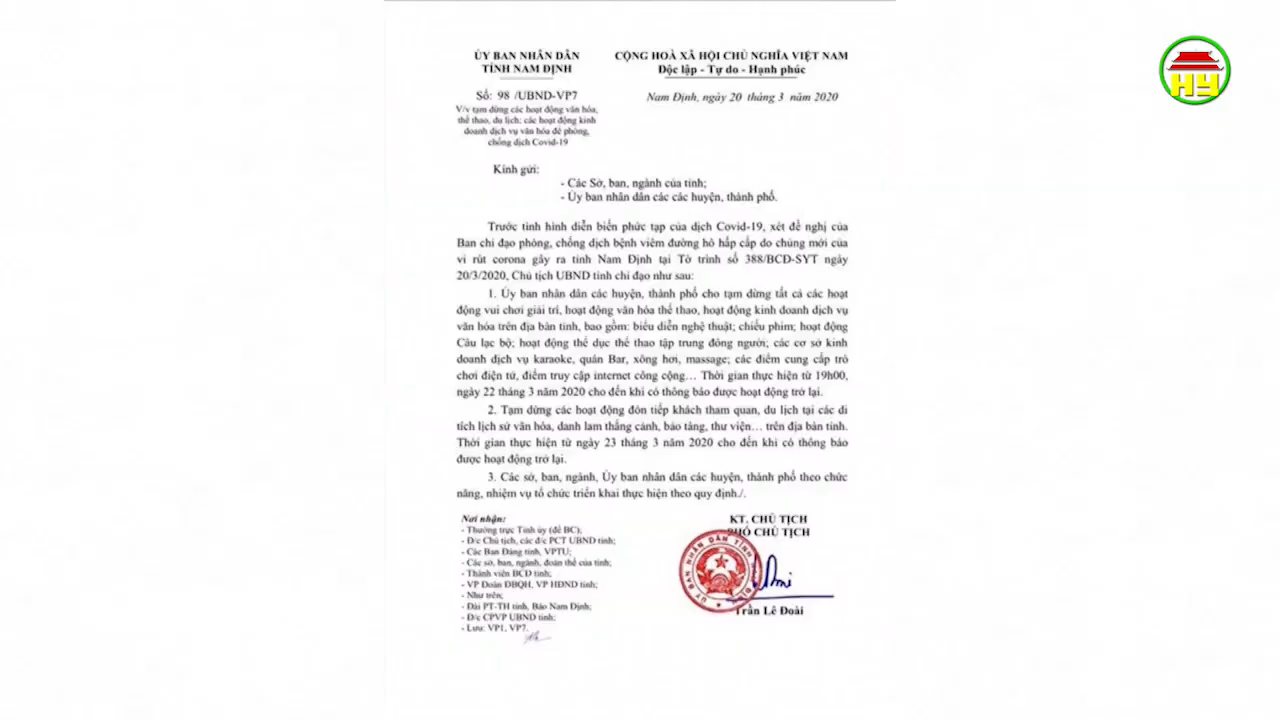 ỦY BAN NHÂN DÂN
TỈNH NAM ĐỊNH
Số: 98 /UBND-VP7
V/v tạm dừng các hoạt động văn hóa,
thể thao, du lịch; các hoạt động kinh
doanh dịch vụ văn hóa để phòng,
chống dịch Covid-19
CỘNG HOÀ XÃ HỘI CHỦ NGHĨA VIỆT NAM
Độc lập - Tự do - Hạnh phúc
Nam Định, ngày 20 tháng 3 năm 2020
HY
Kính gửi:
- Các Sở, ban, ngành của tỉnh;
- Ủy ban nhân dân các các huyện, thành phố.
Trước tình hình diễn biến phức tạp của dịch Covid-19, xét đề nghị của
Ban chỉ đạo phòng, chống dịch bệnh viêm đường hô hấp cấp do chủng mới của
vi rút corona gây ra tỉnh Nam Định tại Tờ trình số 388/BCD-SYT ngày
20/3/2020, Chủ tịch UBND tỉnh chỉ đạo như sau:
1. Ủy ban nhân dân các huyện, thành phố cho tạm dừng tất cả các hoạt
động vui chơi giải trí, hoạt động văn hóa thể thao, hoạt động kinh doanh dịch vụ
văn hóa trên địa bàn tỉnh, bao gồm: biểu diễn nghệ thuật; chiếu phim; hoạt động
Câu lạc bộ; hoạt động thể dục thể thao tập trung đông người; các cơ sở kinh
doanh dịch vụ karaoke, quán Bar, xông hơi, massage; các điểm cung cấp trò
chơi điện tử, điểm truy cập internet công cộng… Thời gian thực hiện từ 19h00,
ngày 22 tháng 3 năm 2020 cho đến khi có thông báo được hoạt động trở lại.
2. Tạm dừng các hoạt động đón tiếp khách tham quan, du lịch tại các di
tích lịch sử văn hóa, danh lam thắng cảnh, bảo tàng, thư viện… trên địa bàn tỉnh.
Thời gian thực hiện từ ngày 23 tháng 3 năm 2020 cho đến khi có thông báo
được hoạt động trở lại.
3. Các sở, ban, ngành, Ủy ban nhân dân các huyện, thành phố theo chức
năng, nhiệm vụ tổ chức triển khai thực hiện theo quy định./.
Nơi nhận:
- Thường trực Tỉnh ủy (để BC),
- Đ/c Chủ tịch, các đ/c PCT UBND tỉnh;
- Các Ban Đảng tỉnh, VPTU;
- Các sở, ban, ngành, đoàn thể của tỉnh;
- Thành viên BCĐ tỉnh;
- VP Đoàn ĐBQH, VP HĐND tỉnh;
- Như trên;
- Đài PT-TH tỉnh, Báo Nam Định;
- Đ/c CPVP UBND tỉnh;
- Lưu: VP1, VP7.
KT. CHỦ TỊCH
PHÓ CHỦ TỊCH
ỦY BAN NHÂN DÂN TỈNH
Trần Lê Đoài